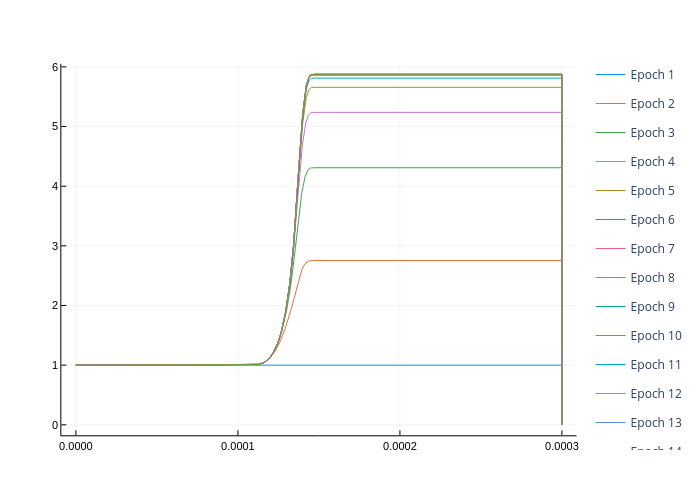 6
5
4
3
2
1
0
0.0000
0.0001
0.0002
0.0003
Epoch 1
Epoch 2
Epoch 3
Epoch 4
Epoch 5
Epoch 6
Epoch 7
Epoch 8
Epoch 9
Epoch 10
Epoch 11
Epoch 12
Epoch 13
Epoch 14